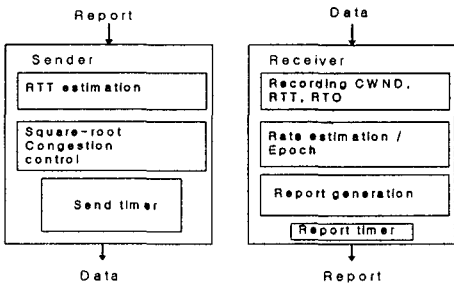 Report
Data
Sender
RTT estimation
Square-root
Congestion
control
Send timer
Data
Receiver
Recording CWND,
RTT, RTO
Rate estimation /
Epoch
Report generation
Report timer
Report